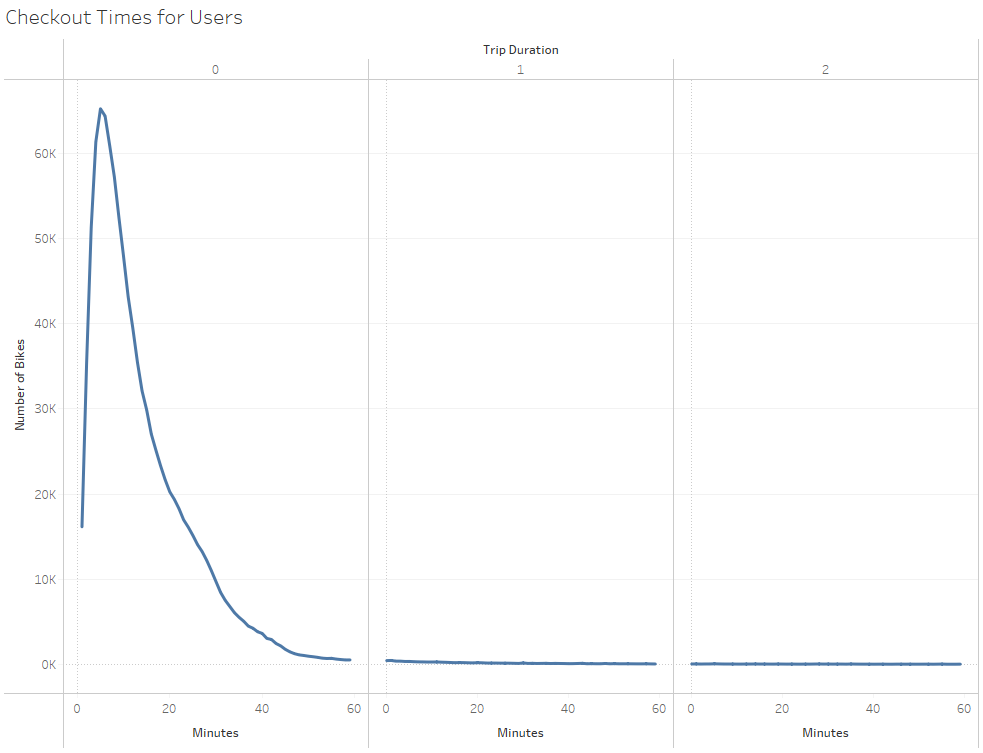 Checkout Times for Users
Trip Duration
0 1 2
Number of Bikes
60K
50K
40K
30K
20K
10K
0K
0 20 40 60 0 20 40 60 0 20 40 60
Minutes Minutes Minutes